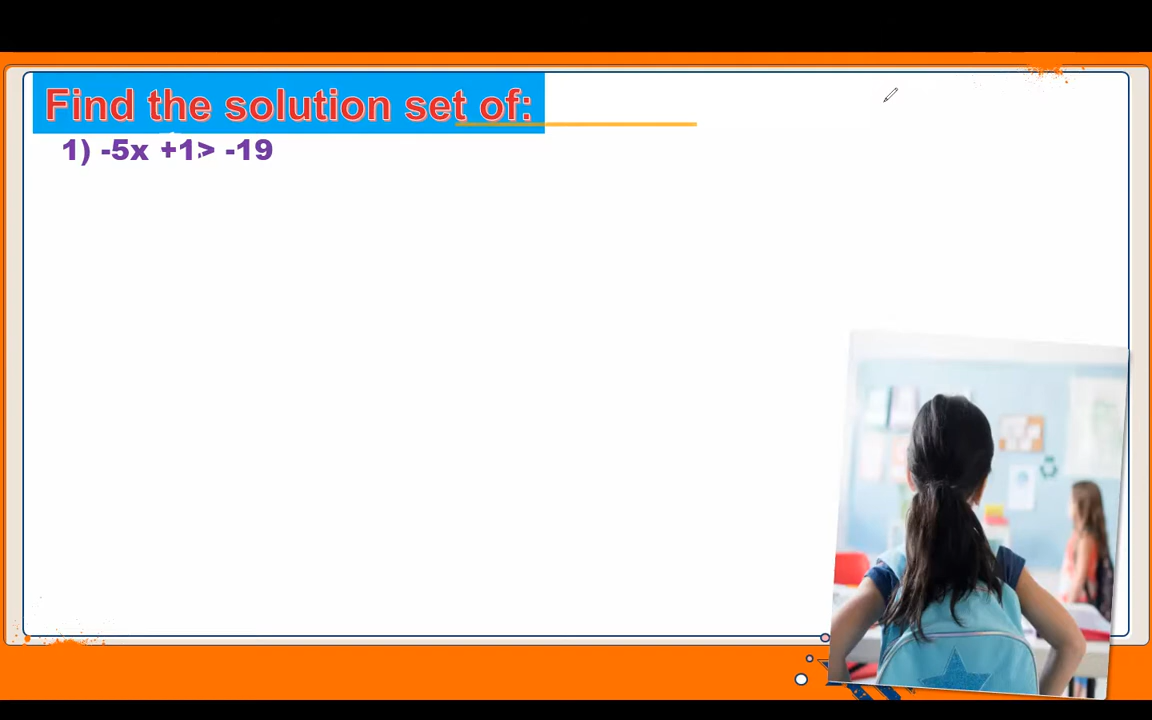 Find the solution set of:
1) -5x +1> -19